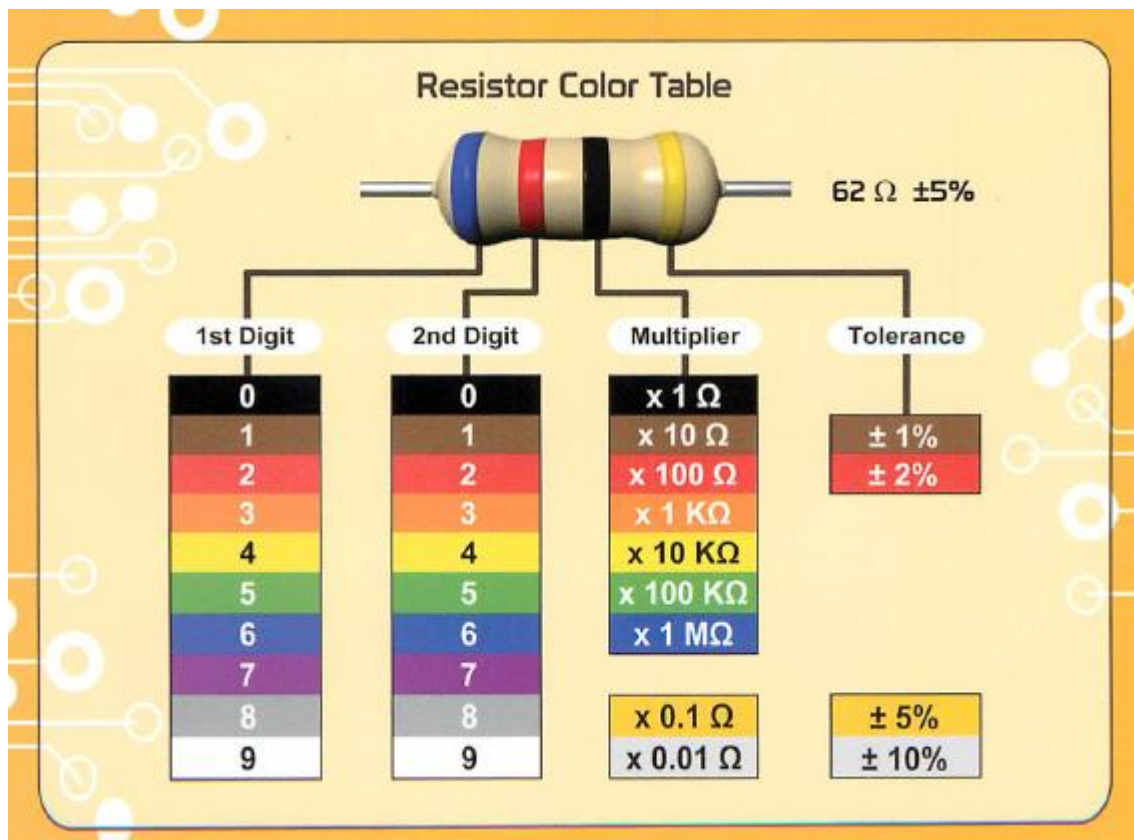 Resistor Color Table
62 Ω ±5%
1st Digit 2nd Digit Multiplier Tolerance
0 0 x 1 Ω
1 1 x 10 Ω ± 1%
2 2 x 100 Ω ± 2%
3 3 x 1 KΩ
4 4 x 10 KΩ
5 5 x 100 KΩ
6 6 x 1 MΩ
7 7
8 8 x 0.1 Ω ± 5%
9 9 x 0.01 Ω ± 10%